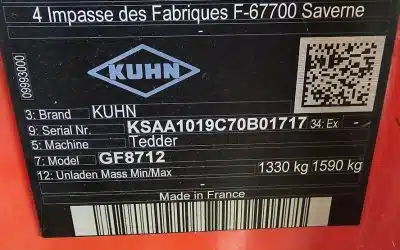 4 Impasse des Fabriques F-67700 Saverne
09993000
KUHN
3: Brand KUHN
9: Serial Nr. KSAA1019C70B01717 34: Ex -
5: Machine Tedder
7: Model GF8712
12: Unladen Mass Min/Max 1330 kg 1590 kg
Made in France